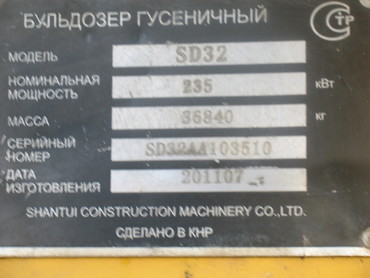 БУЛЬДОЗЕР ГУСЕНИЧНЫЙ
СТР
МОДЕЛЬ SD32
НОМИНАЛЬНАЯ МОЩНОСТЬ 235 кВт
МАССА 36840 кг
СЕРИЙНЫЙ НОМЕР SD32AA103510
ДАТА ИЗГОТОВЛЕНИЯ 201107
SHANTUI CONSTRUCTION MACHINERY CO.,LTD.
СДЕЛАНО В КНР